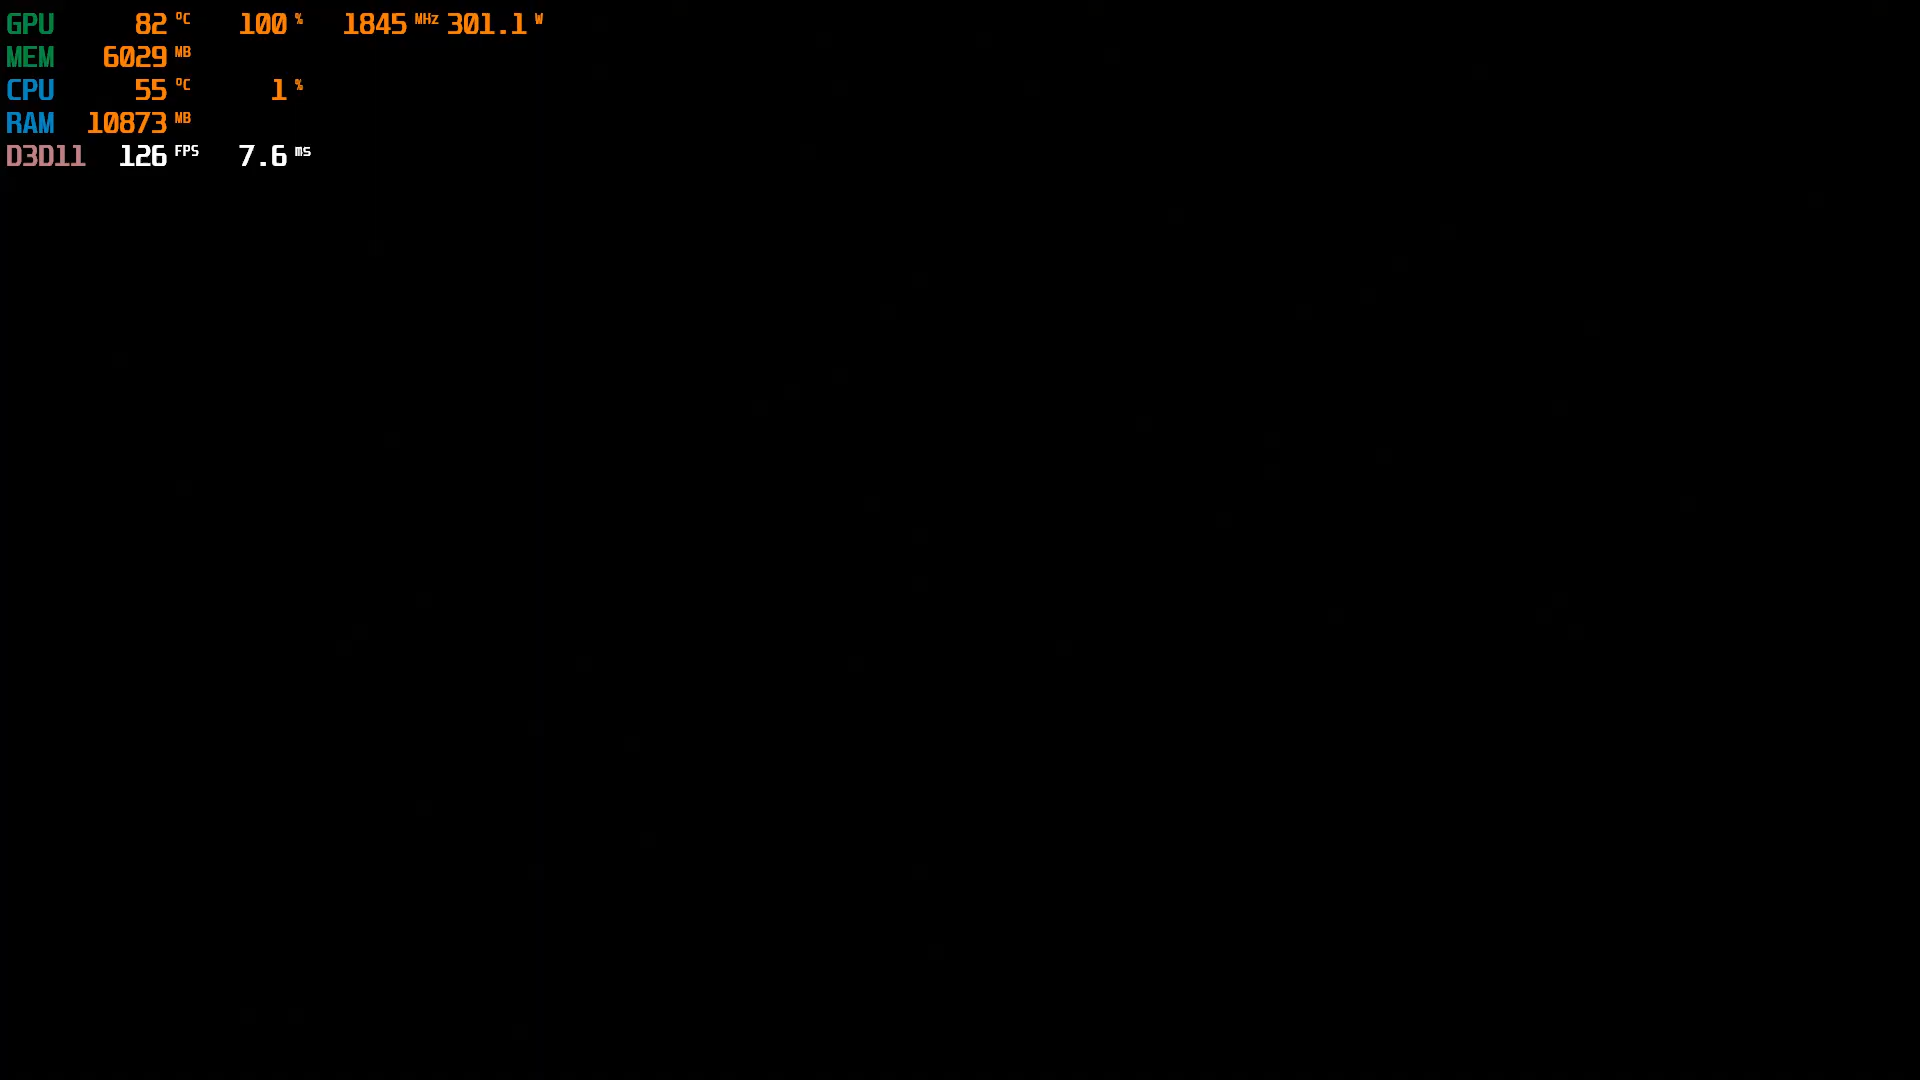 GPU 82 °C 100 % 1845 MHz 301.1 W
MEM 6029 MB
CPU 55 °C 1 %
RAM 10873 MB
D3D11 126 FPS 7.6 ms